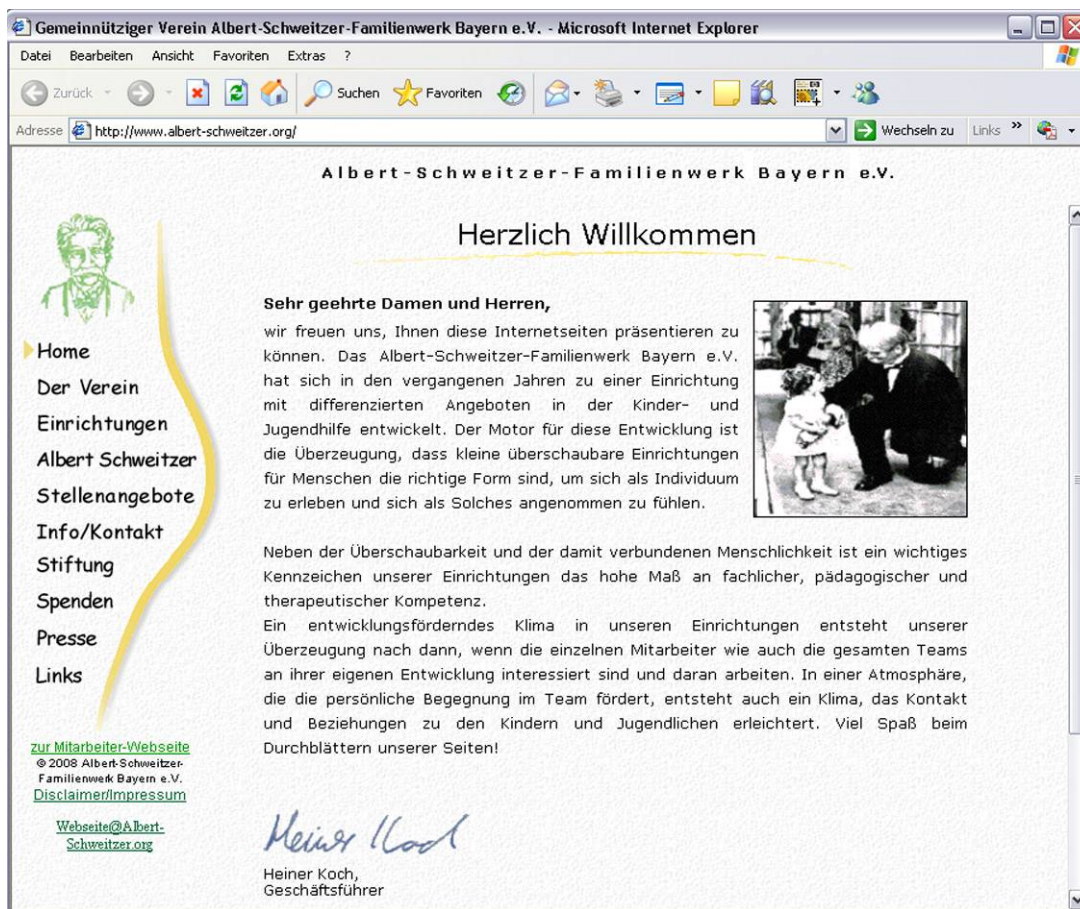 Gemeinnütziger Verein Albert-Schweitzer-Familienwerk Bayern e.V. - Microsoft Internet Explorer
Datei Bearbeiten Ansicht Favoriten Extras ?
Zurück Suchen Favoriten
Adresse http://www.albert-schweitzer.org/ Wechseln zu Links »
Albert-Schweitzer-Familienwerk Bayern e.V.
Herzlich Willkommen
Home
Der Verein
Einrichtungen
Albert Schweitzer
Stellenangebote
Info/Kontakt
Stiftung
Spenden
Presse
Links
zur Mitarbeiter-Webseite
© 2008 Albert-Schweitzer-
Familienwerk Bayern e.V.
Disclaimer/Impressum
Webseite@Albert-
Schweitzer.org
Sehr geehrte Damen und Herren,
wir freuen uns, Ihnen diese Internetseiten präsentieren zu
können. Das Albert-Schweitzer-Familienwerk Bayern e.V.
hat sich in den vergangenen Jahren zu einer Einrichtung
mit differenzierten Angeboten in der Kinder- und
Jugendhilfe entwickelt. Der Motor für diese Entwicklung ist
die Überzeugung, dass kleine überschaubare Einrichtungen
für Menschen die richtige Form sind, um sich als Individuum
zu erleben und sich als Solches angenommen zu fühlen.
Neben der Überschaubarkeit und der damit verbundenen Menschlichkeit ist ein wichtiges
Kennzeichen unserer Einrichtungen das hohe Maß an fachlicher, pädagogischer und
therapeutischer Kompetenz.
Ein entwicklungsförderndes Klima in unseren Einrichtungen entsteht unserer
Überzeugung nach dann, wenn die einzelnen Mitarbeiter wie auch die gesamten Teams
an ihrer eigenen Entwicklung interessiert sind und daran arbeiten. In einer Atmosphäre,
die die persönliche Begegnung im Team fördert, entsteht auch ein Klima, das Kontakt
und Beziehungen zu den Kindern und Jugendlichen erleichtert. Viel Spaß beim
Durchblättern unserer Seiten!
Heiner Koch
Heiner Koch,
Geschäftsführer